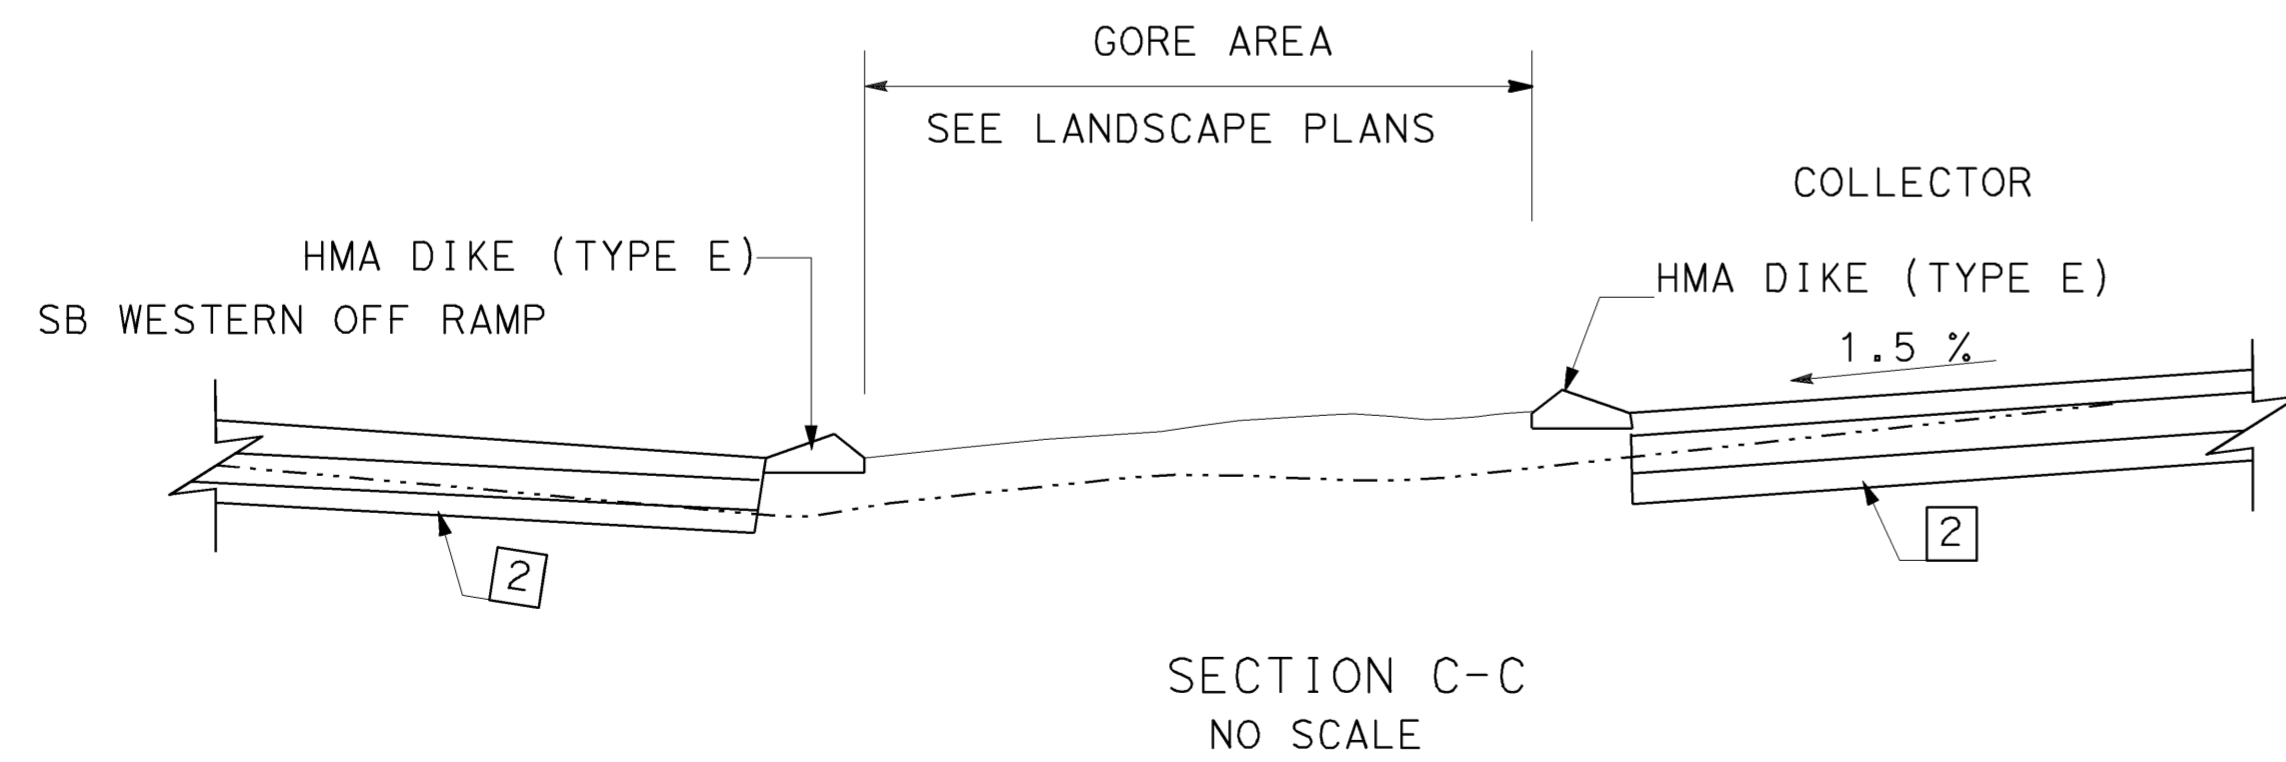 GORE AREA
SEE LANDSCAPE PLANS
COLLECTOR
HMA DIKE (TYPE E)
HMA DIKE (TYPE E)
SB WESTERN OFF RAMP
1.5 %
2
2
SECTION C-C
NO SCALE